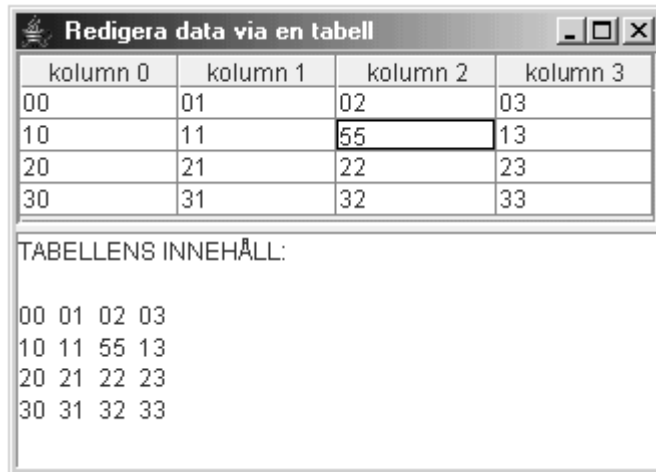 Redigera data via en tabell
kolumn 0 kolumn 1 kolumn 2 kolumn 3
00 01 02 03
10 11 55 13
20 21 22 23
30 31 32 33
TABELLENS INNEHÅLL:
00 01 02 03
10 11 55 13
20 21 22 23
30 31 32 33